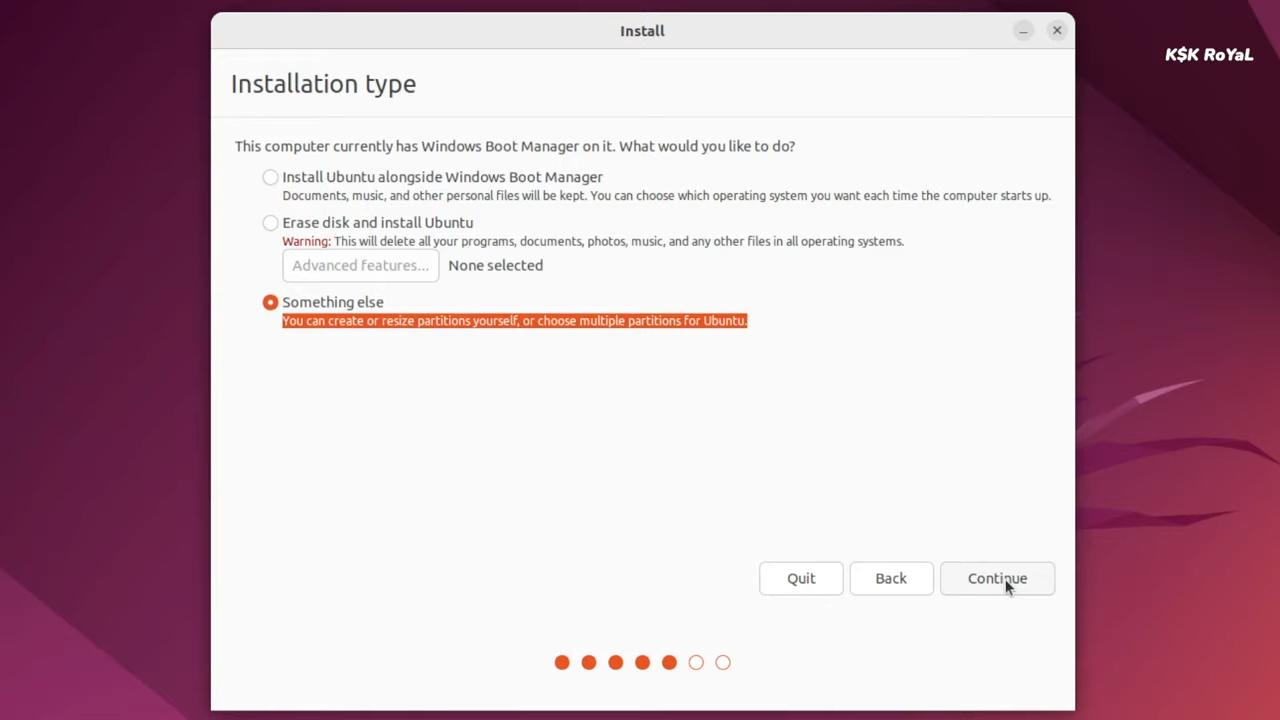 Install
K$K RoYaL
Installation type
This computer currently has Windows Boot Manager on it. What would you like to do?
Install Ubuntu alongside Windows Boot Manager
Documents, music, and other personal files will be kept. You can choose which operating system you want each time the computer starts up.
Erase disk and install Ubuntu
Warning: This will delete all your programs, documents, photos, music, and any other files in all operating systems.
Advanced features... None selected
Something else
You can create or resize partitions yourself, or choose multiple partitions for Ubuntu.
Quit Back Continue